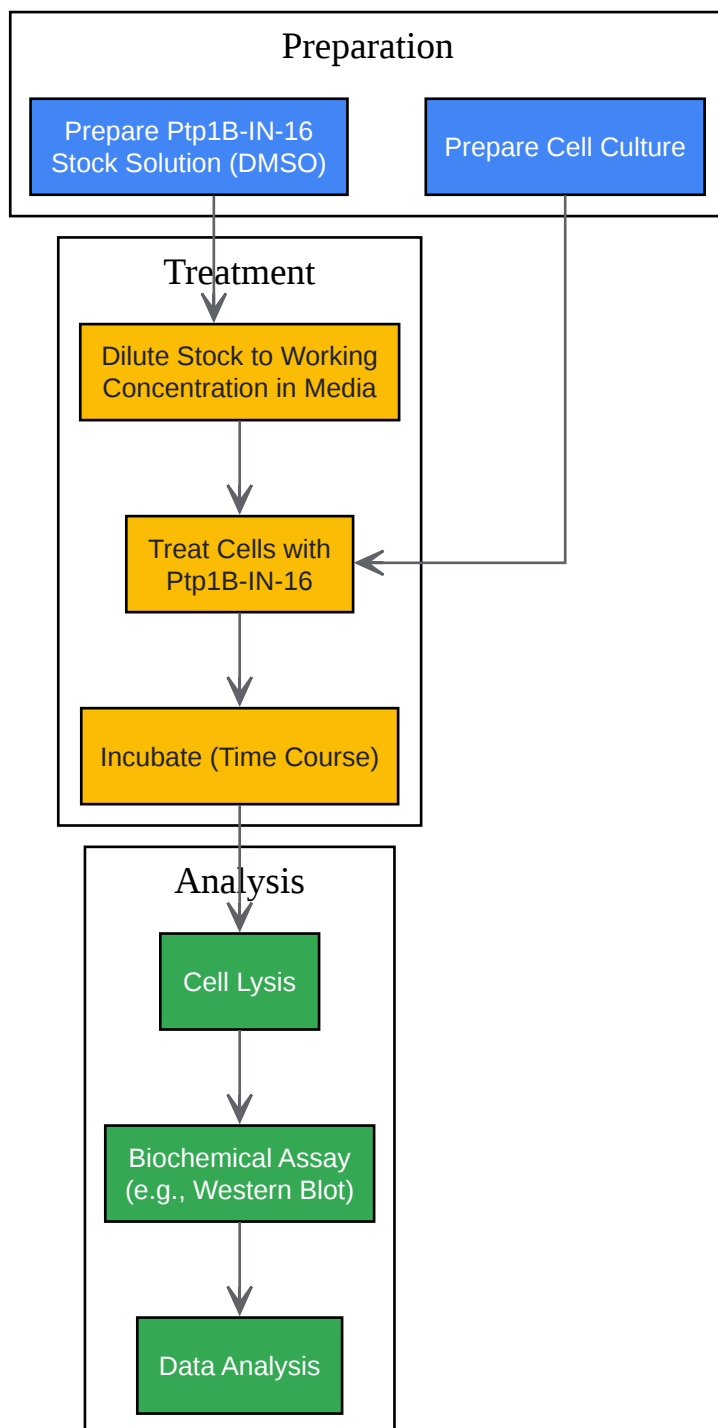 Preparation
Prepare Ptp1B-IN-16
Stock Solution (DMSO)
Prepare Cell Culture
Treatment
Dilute Stock to Working
Concentration in Media
Treat Cells with
Ptp1B-IN-16
Incubate (Time Course)
Analysis
Cell Lysis
Biochemical Assay
(e.g., Western Blot)
Data Analysis